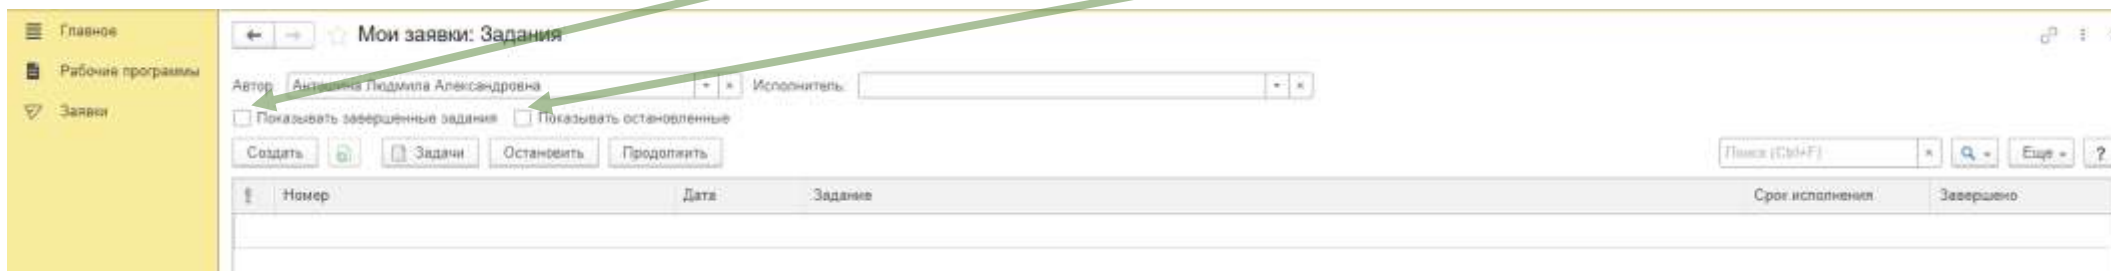 Главное
Рабочие программы
Заявки
Мои заявки: Задания
Автор: Людмила Александровна Исполнитель:
Показывать завершенные задания Показывать остановленные
Создать Задачи Остановить Продолжить Поиск (Ctrl+F) Еще ?
Номер Дата Задание Срок исполнения Завершено